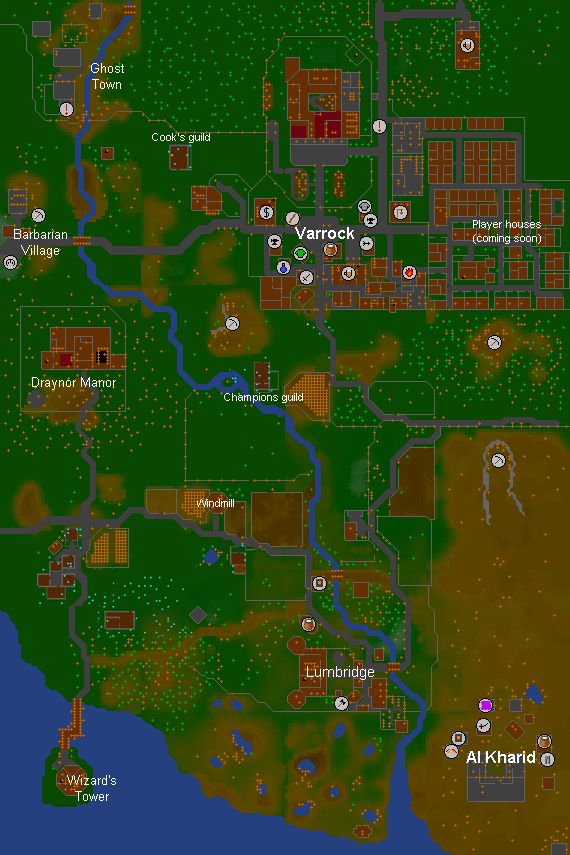 Ghost
Town
Cook's guild
Varrock
Player houses
(coming soon)
Barbarian
Village
Draynor Manor
Champions guild
Windmill
Lumbridge
Al Kharid
Wizard's
Tower